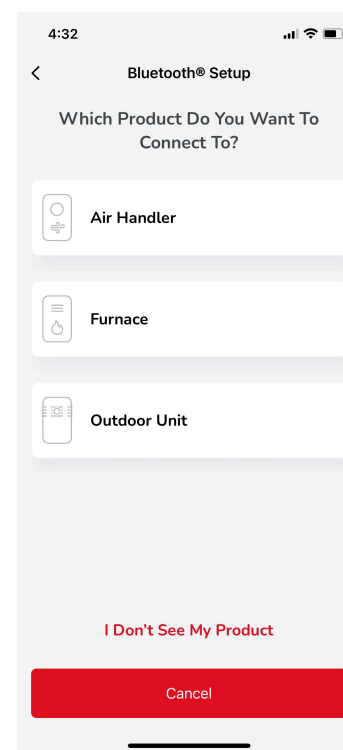 4:32
Bluetooth® Setup
Which Product Do You Want To
Connect To?
Air Handler
Furnace
Outdoor Unit
I Don’t See My Product
Cancel